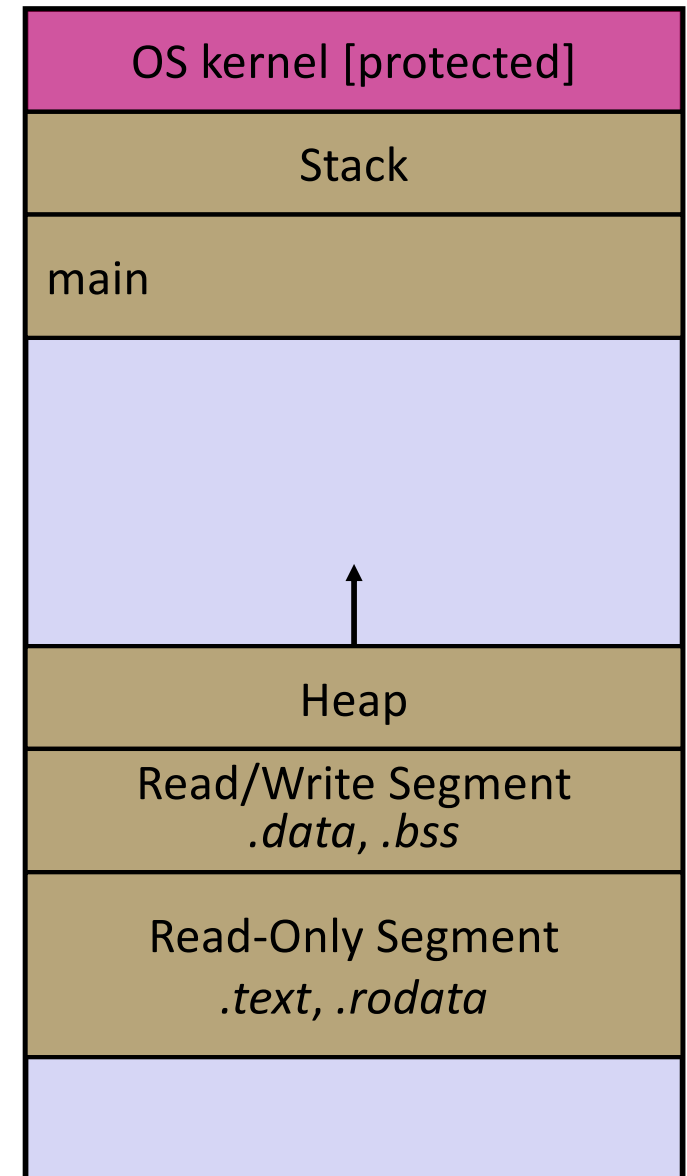 OS kernel [protected]
Stack
main
Heap
Read/Write Segment
.data, .bss
Read-Only Segment
.text, .rodata